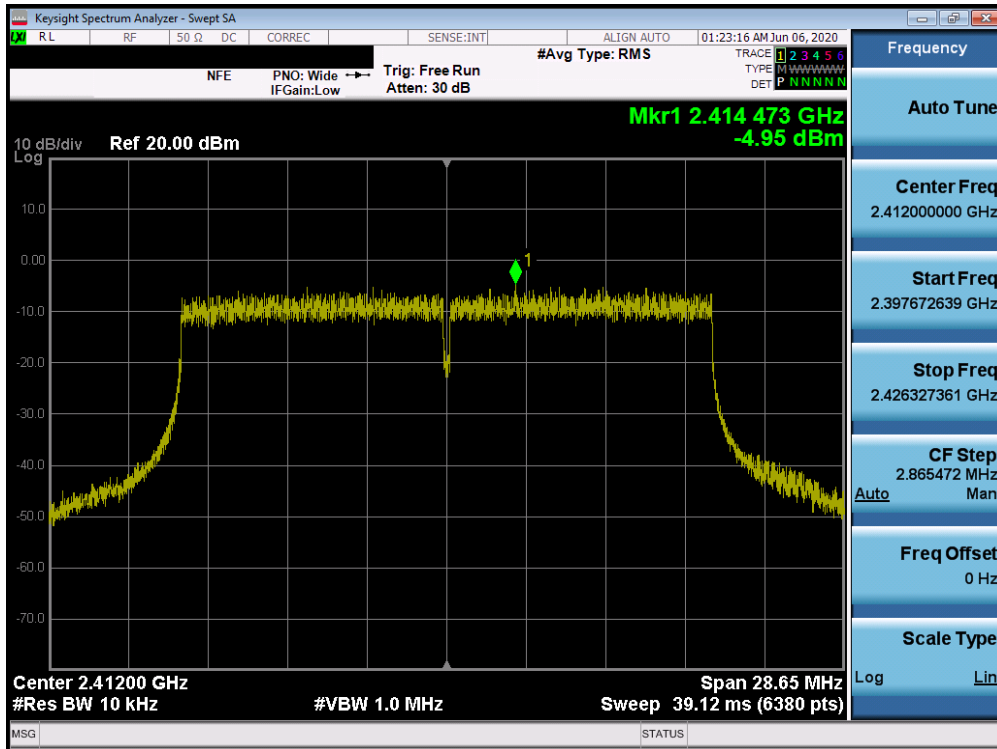 Keysight Spectrum Analyzer - Swept SA
LXI RL RF 50 Ω DC CORREC SENSE:INT ALIGN AUTO 01:23:16 AM Jun 06, 2020
NFE PNO: Wide Trig: Free Run #Avg Type: RMS TRACE 1 2 3 4 5 6
IFGain:Low Atten: 30 dB TYPE M WWWWW
DET P N N N N N
Mkr1 2.414 473 GHz
-4.95 dBm
10 dB/div Ref 20.00 dBm
Log
10.0
0.00
1
-10.0
-20.0
-30.0
-40.0
-50.0
-60.0
-70.0
Center 2.41200 GHz Span 28.65 MHz
#Res BW 10 kHz #VBW 1.0 MHz Sweep 39.12 ms (6380 pts)
MSG STATUS
Frequency
Auto Tune
Center Freq
2.412000000 GHz
Start Freq
2.397672639 GHz
Stop Freq
2.426327361 GHz
CF Step
2.865472 MHz
Auto Man
Freq Offset
0 Hz
Scale Type
Log Lin